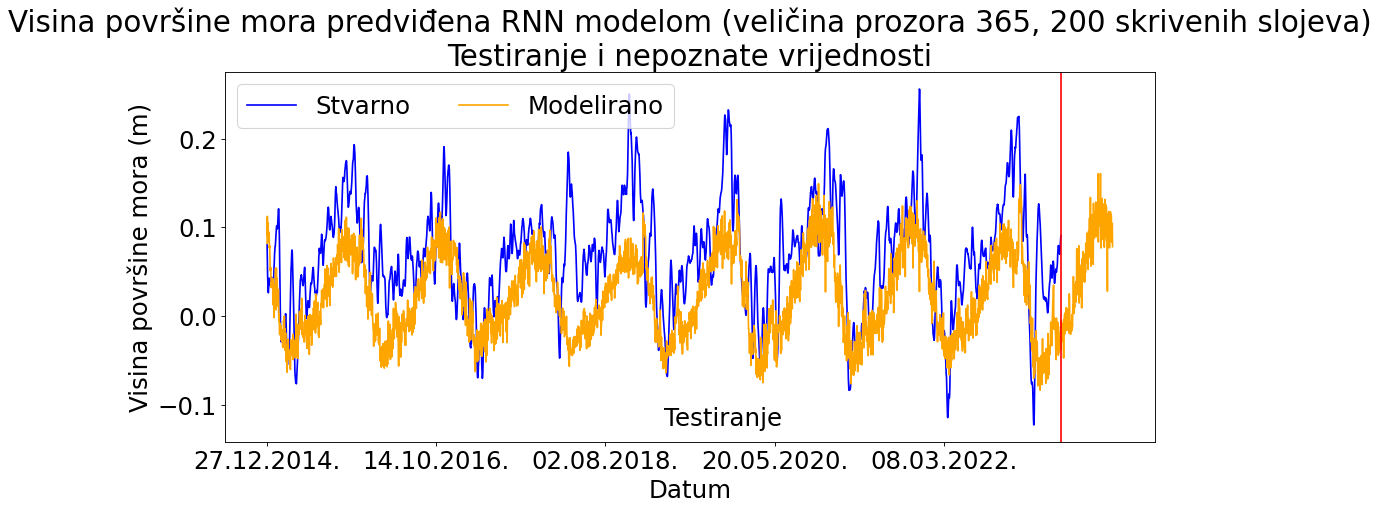 Visina površine mora predviđena RNN modelom (veličina prozora 365, 200 skrivenih slojeva)
Testiranje i nepoznate vrijednosti
Stvarno
Modelirano
Visina površine mora (m)
0.2
0.1
0.0
−0.1
Testiranje
27.12.2014.
14.10.2016.
02.08.2018.
20.05.2020.
08.03.2022.
Datum